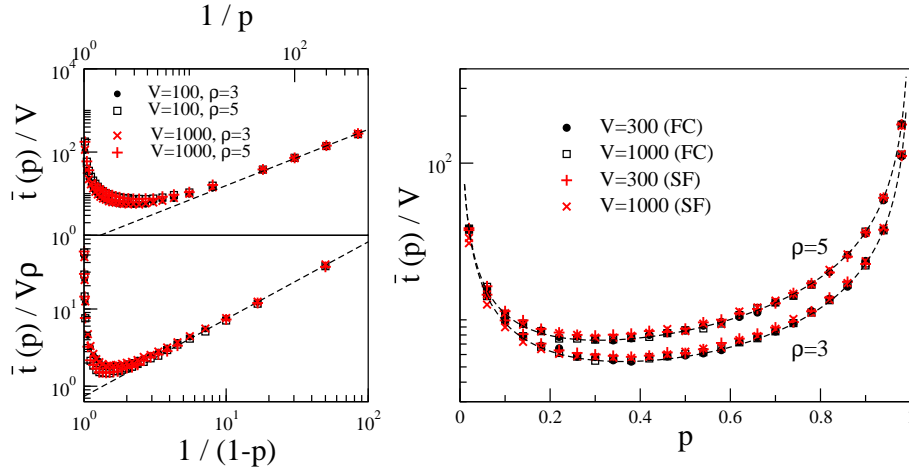 1 / p
10^0 10^2
10^4
10^2
10^0
t̄ (p) / V
V=100, ρ=3
V=100, ρ=5
V=1000, ρ=3
V=1000, ρ=5
10^1
10^0
t̄ (p) / Vρ
10^0 10^1 10^2
1 / (1-p)
10^2
t̄ (p) / V
V=300 (FC)
V=1000 (FC)
V=300 (SF)
V=1000 (SF)
ρ=5
ρ=3
0 0.2 0.4 0.6 0.8
p